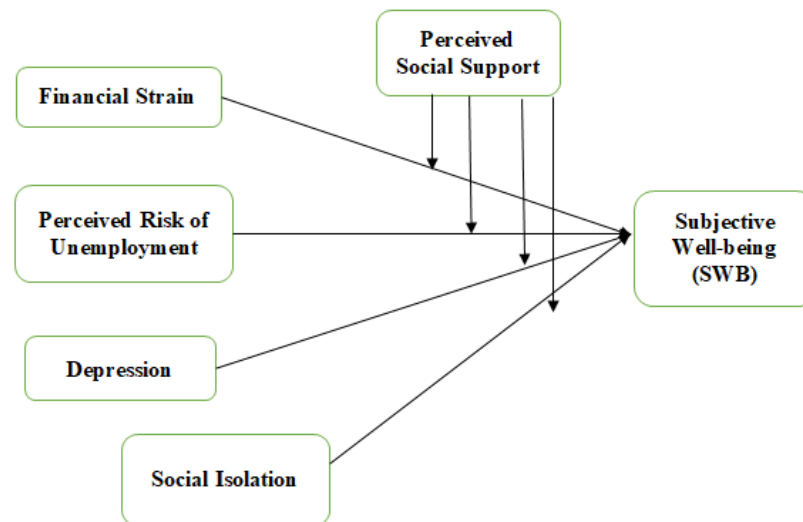 Perceived
Social Support
Financial Strain
Perceived Risk of
Unemployment
Subjective
Well-being
(SWB)
Depression
Social Isolation